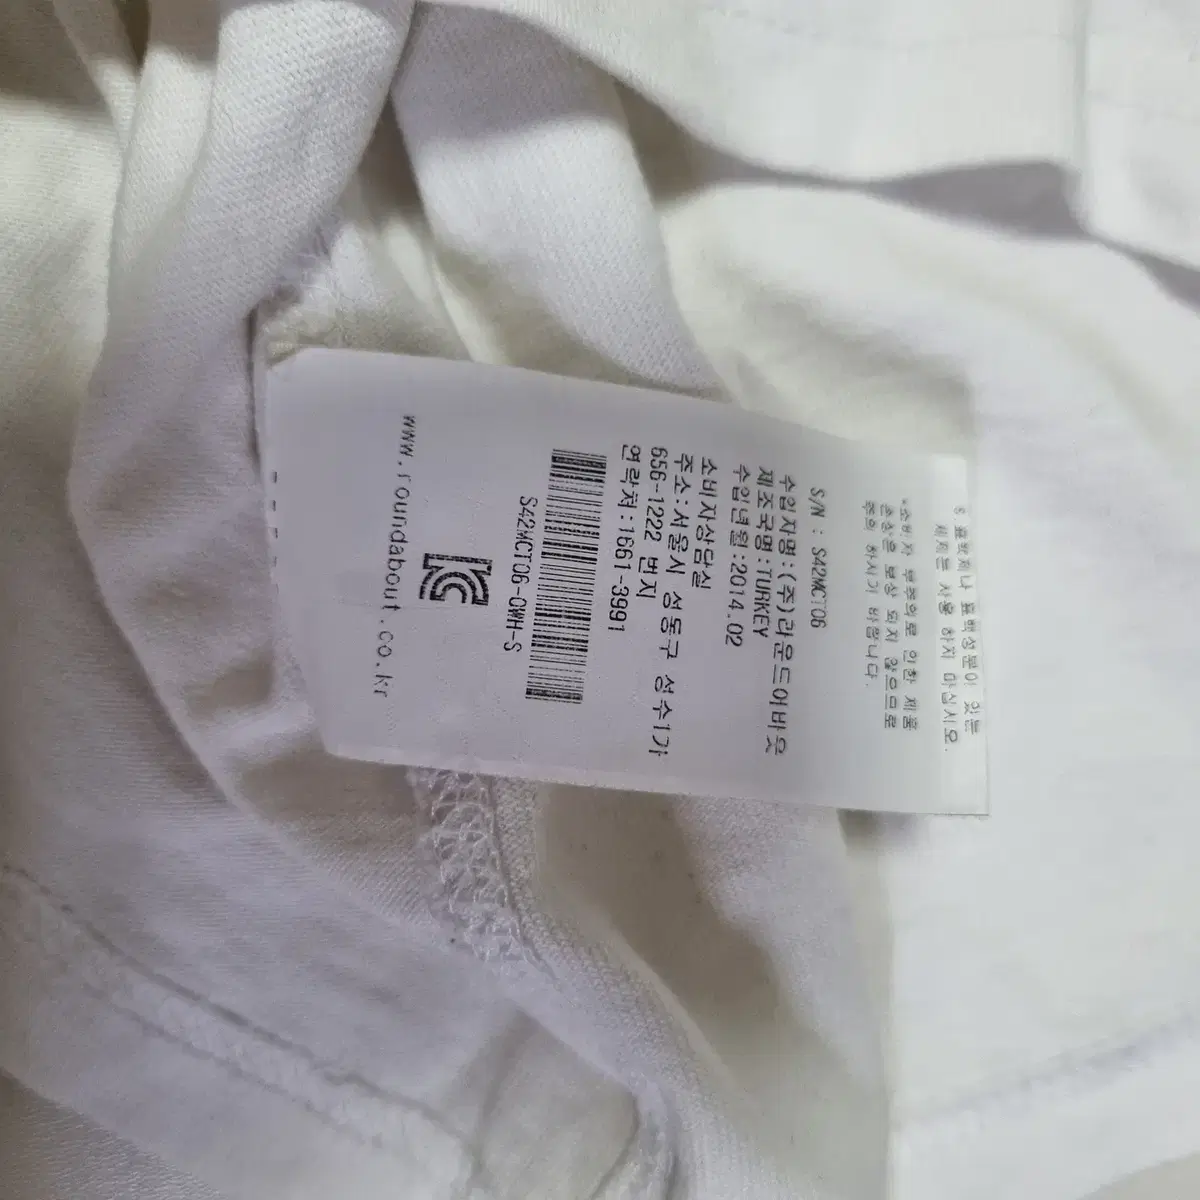 표백제나 표백성분이 있는
세제는 사용 하지 마십시오.
*소비자 부주의로 인한 제품
손상은 보상 되지 않으므로
주의 하시기 바랍니다.
S/N : S42MCT06
수입자명:(주)라운드어바웃
제조국명:TURKEY
수입년월:2014.02
소비자상담실
주소:서울시 성동구 성수1가
656-1222 번지
연락처:1661-3991
S42MCT06-OWH-S
www.roundabout.co.kr